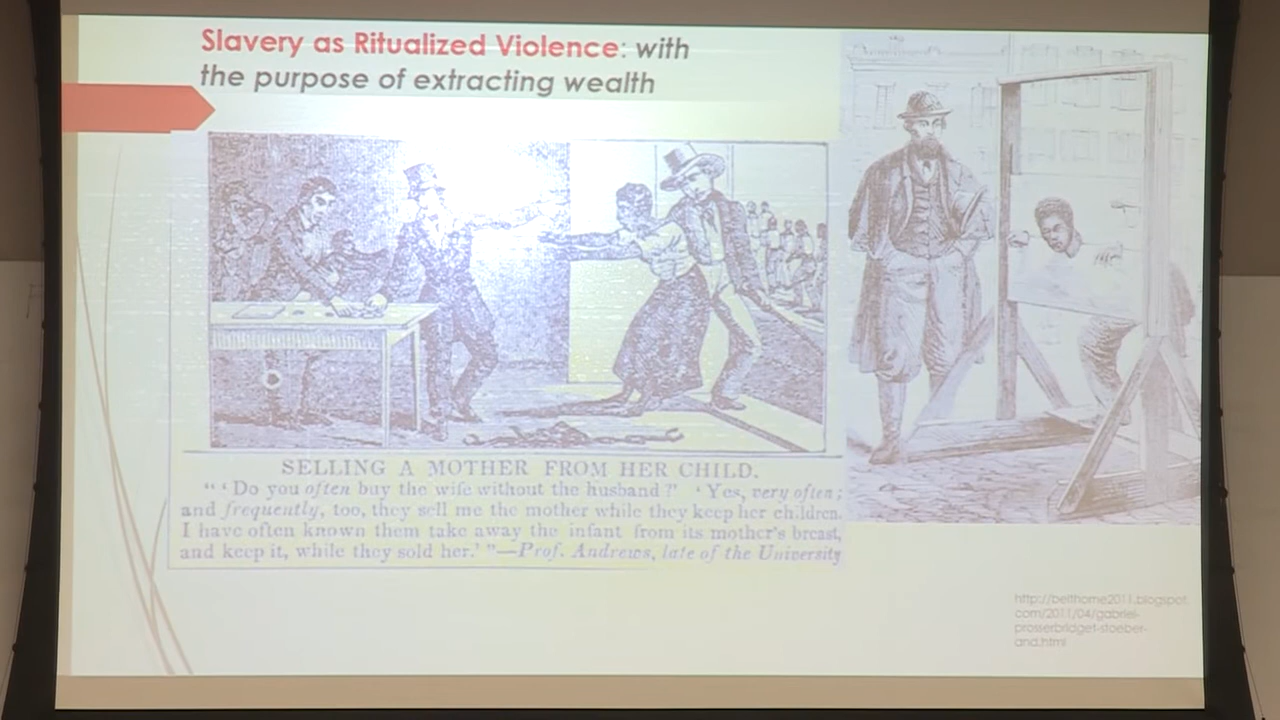 Slavery as Ritualized Violence: with
the purpose of extracting wealth
SELLING A MOTHER FROM HER CHILD.
"'Do you often buy the wife without the husband?' 'Yes, very often;
and frequently, too, they sell me the mother while they keep her children.
I have often known them take away the infant from its mother's breast,
and keep it, while they sold her.'"—Prof. Andrews, late of the University
http://belthome2011.blogspot.
com/2011/04/gabriel-
prosserbridget-stoeber-
and.html